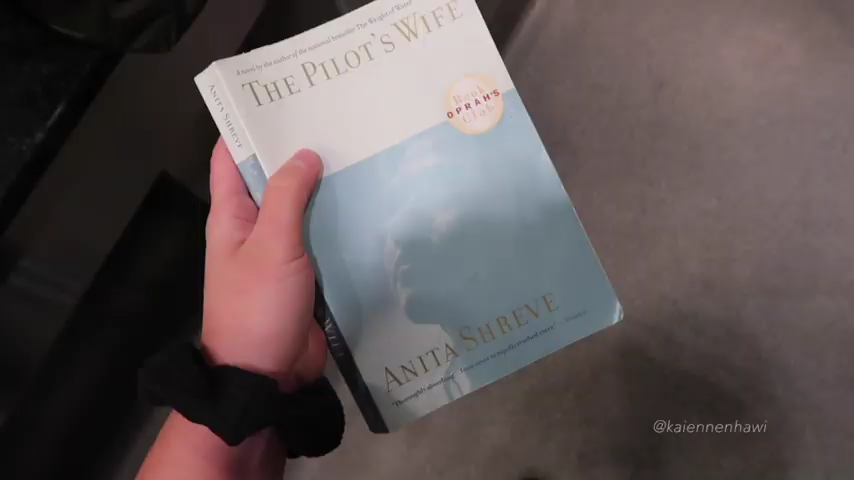 A novel by the author of the national bestseller The Weight of Water
THE PILOT'S WIFE
ANITA SHREVE
Book
OPRAH'S
Club
ANITA SHREVE
@kaiennenhawi